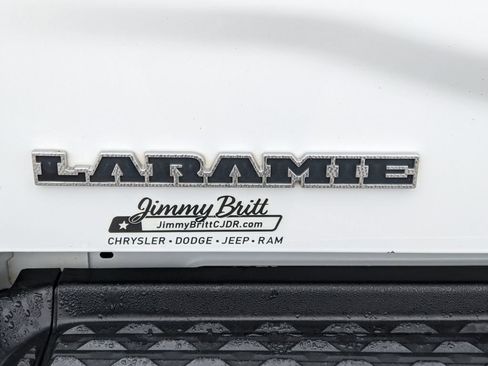 LARAMIE
Jimmy Britt
JimmyBrittCJDR.com
CHRYSLER • DODGE • JEEP • RAM